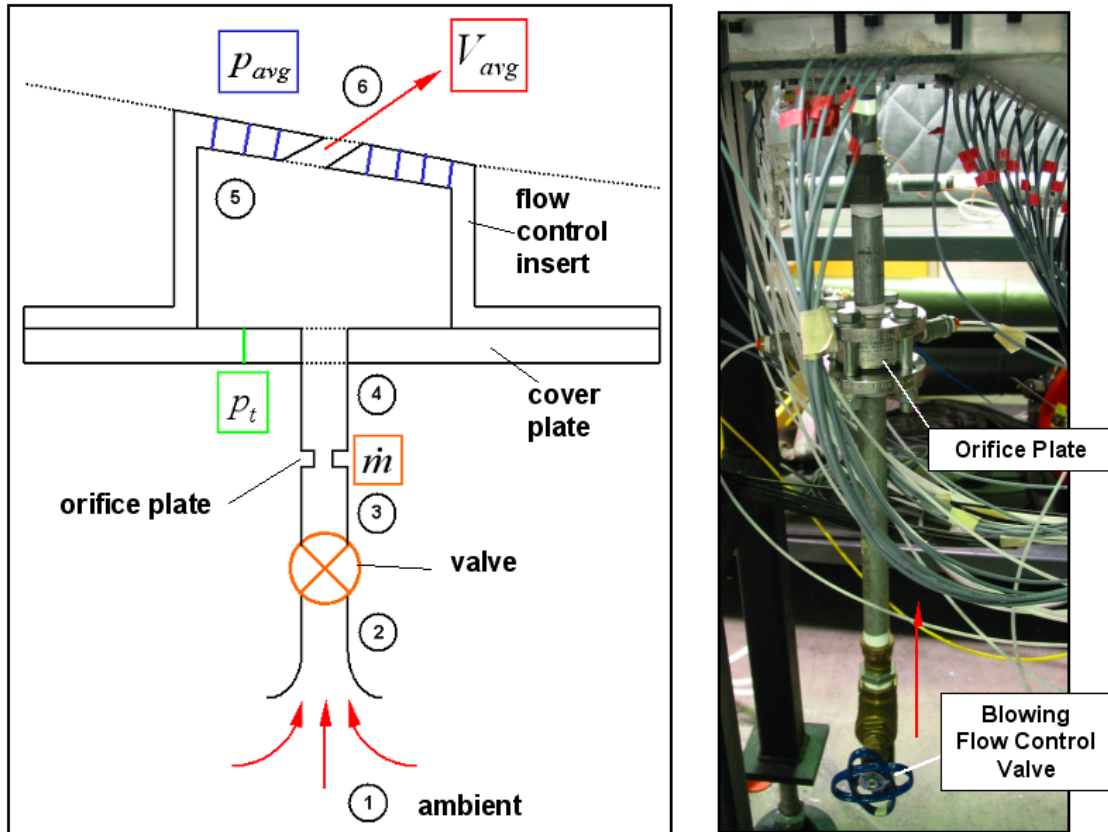 p_avg
V_avg
6
5
flow
control
insert
p_t
4
cover
plate
ṁ
orifice plate
3
valve
2
1
ambient
Orifice Plate
Blowing
Flow Control
Valve